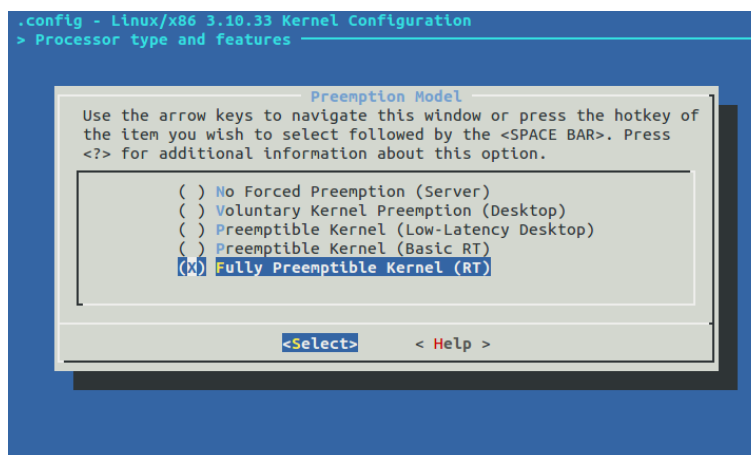 .config - Linux/x86 3.10.33 Kernel Configuration
> Processor type and features
Preemption Model
Use the arrow keys to navigate this window or press the hotkey of
the item you wish to select followed by the <SPACE BAR>. Press
<?> for additional information about this option.
( ) No Forced Preemption (Server)
( ) Voluntary Kernel Preemption (Desktop)
( ) Preemptible Kernel (Low-Latency Desktop)
( ) Preemptible Kernel (Basic RT)
(X) Fully Preemptible Kernel (RT)
<Select> < Help >